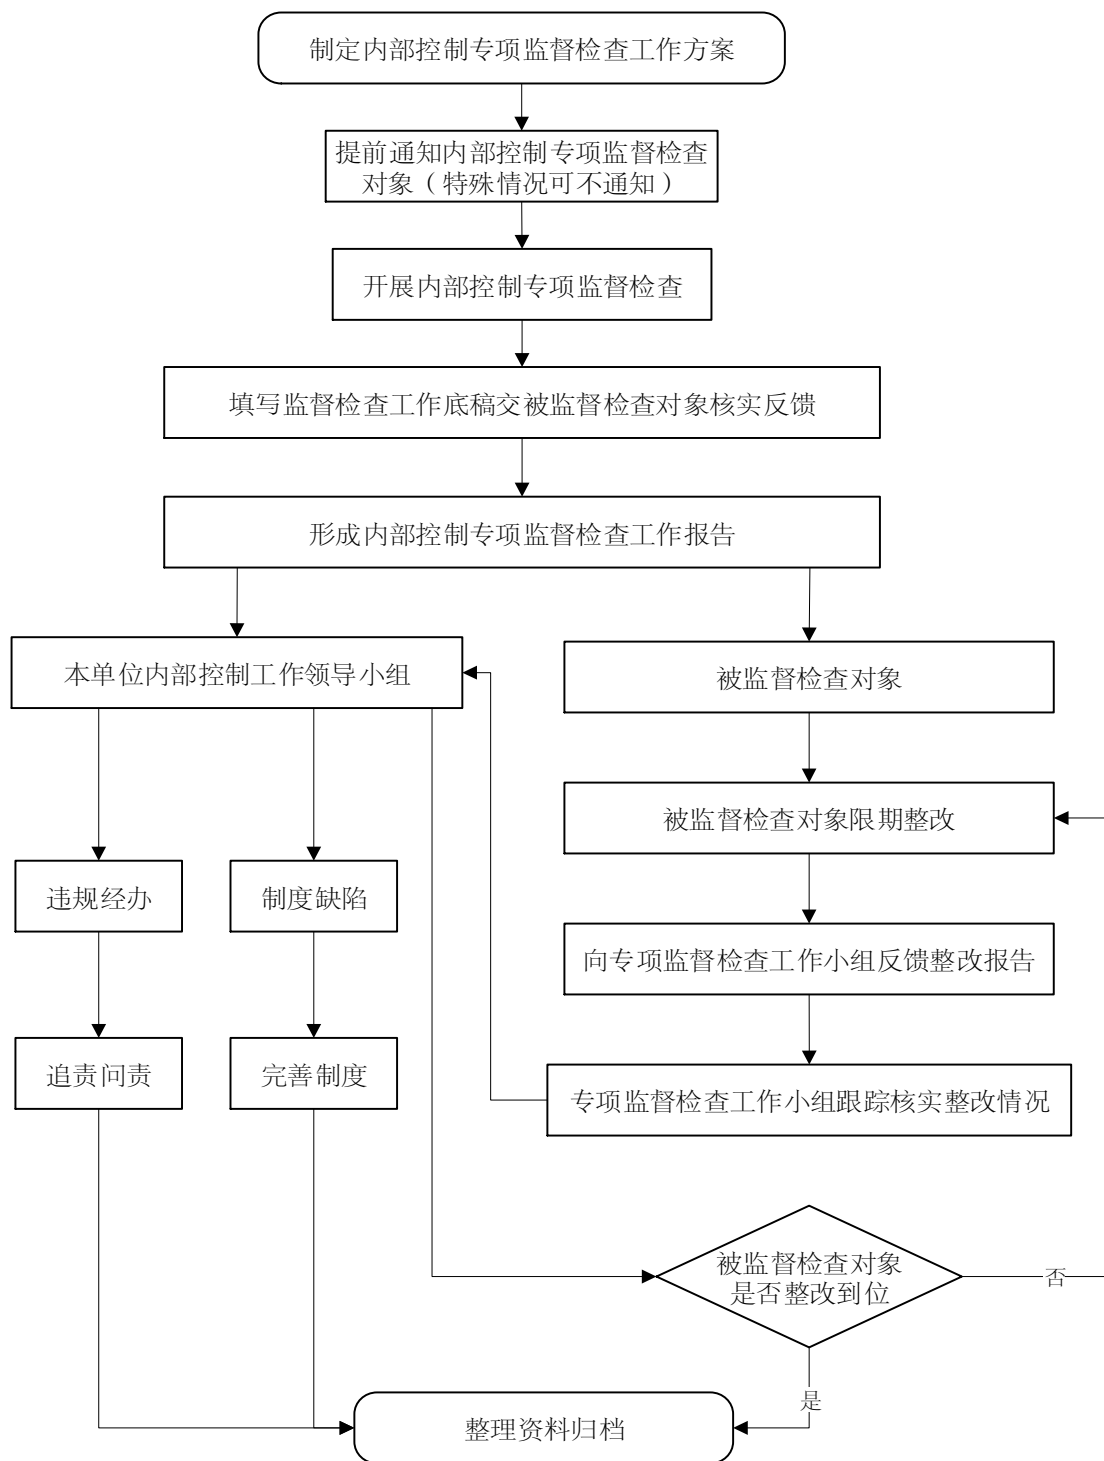 制定内部控制专项监督检查工作方案
提前通知内部控制专项监督检查
对象（特殊情况可不通知）
开展内部控制专项监督检查
填写监督检查工作底稿交被监督检查对象核实反馈
形成内部控制专项监督检查工作报告
本单位内部控制工作领导小组
被监督检查对象
被监督检查对象限期整改
违规经办
制度缺陷
向专项监督检查工作小组反馈整改报告
追责问责
完善制度
专项监督检查工作小组跟踪核实整改情况
被监督检查对象
是否整改到位
否
是
整理资料归档